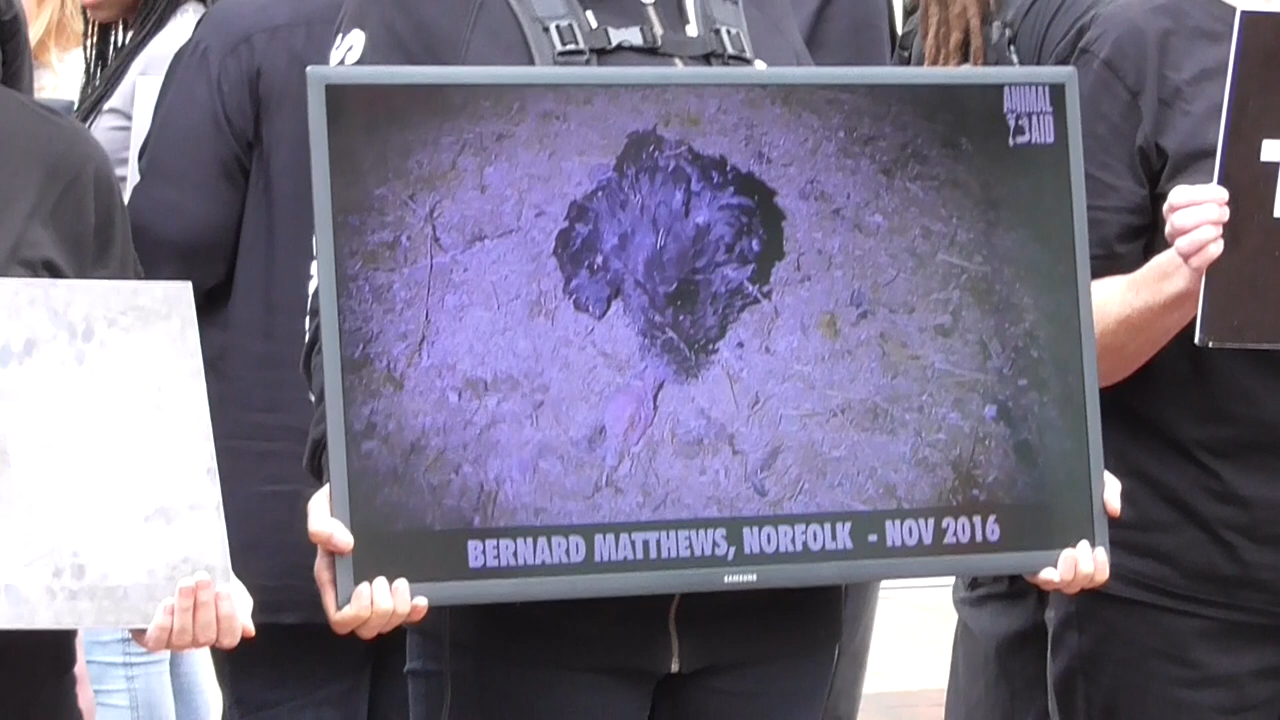 S
ANIMAL
AID
BERNARD MATTHEWS, NORFOLK - NOV 2016
SAMSUNG
T